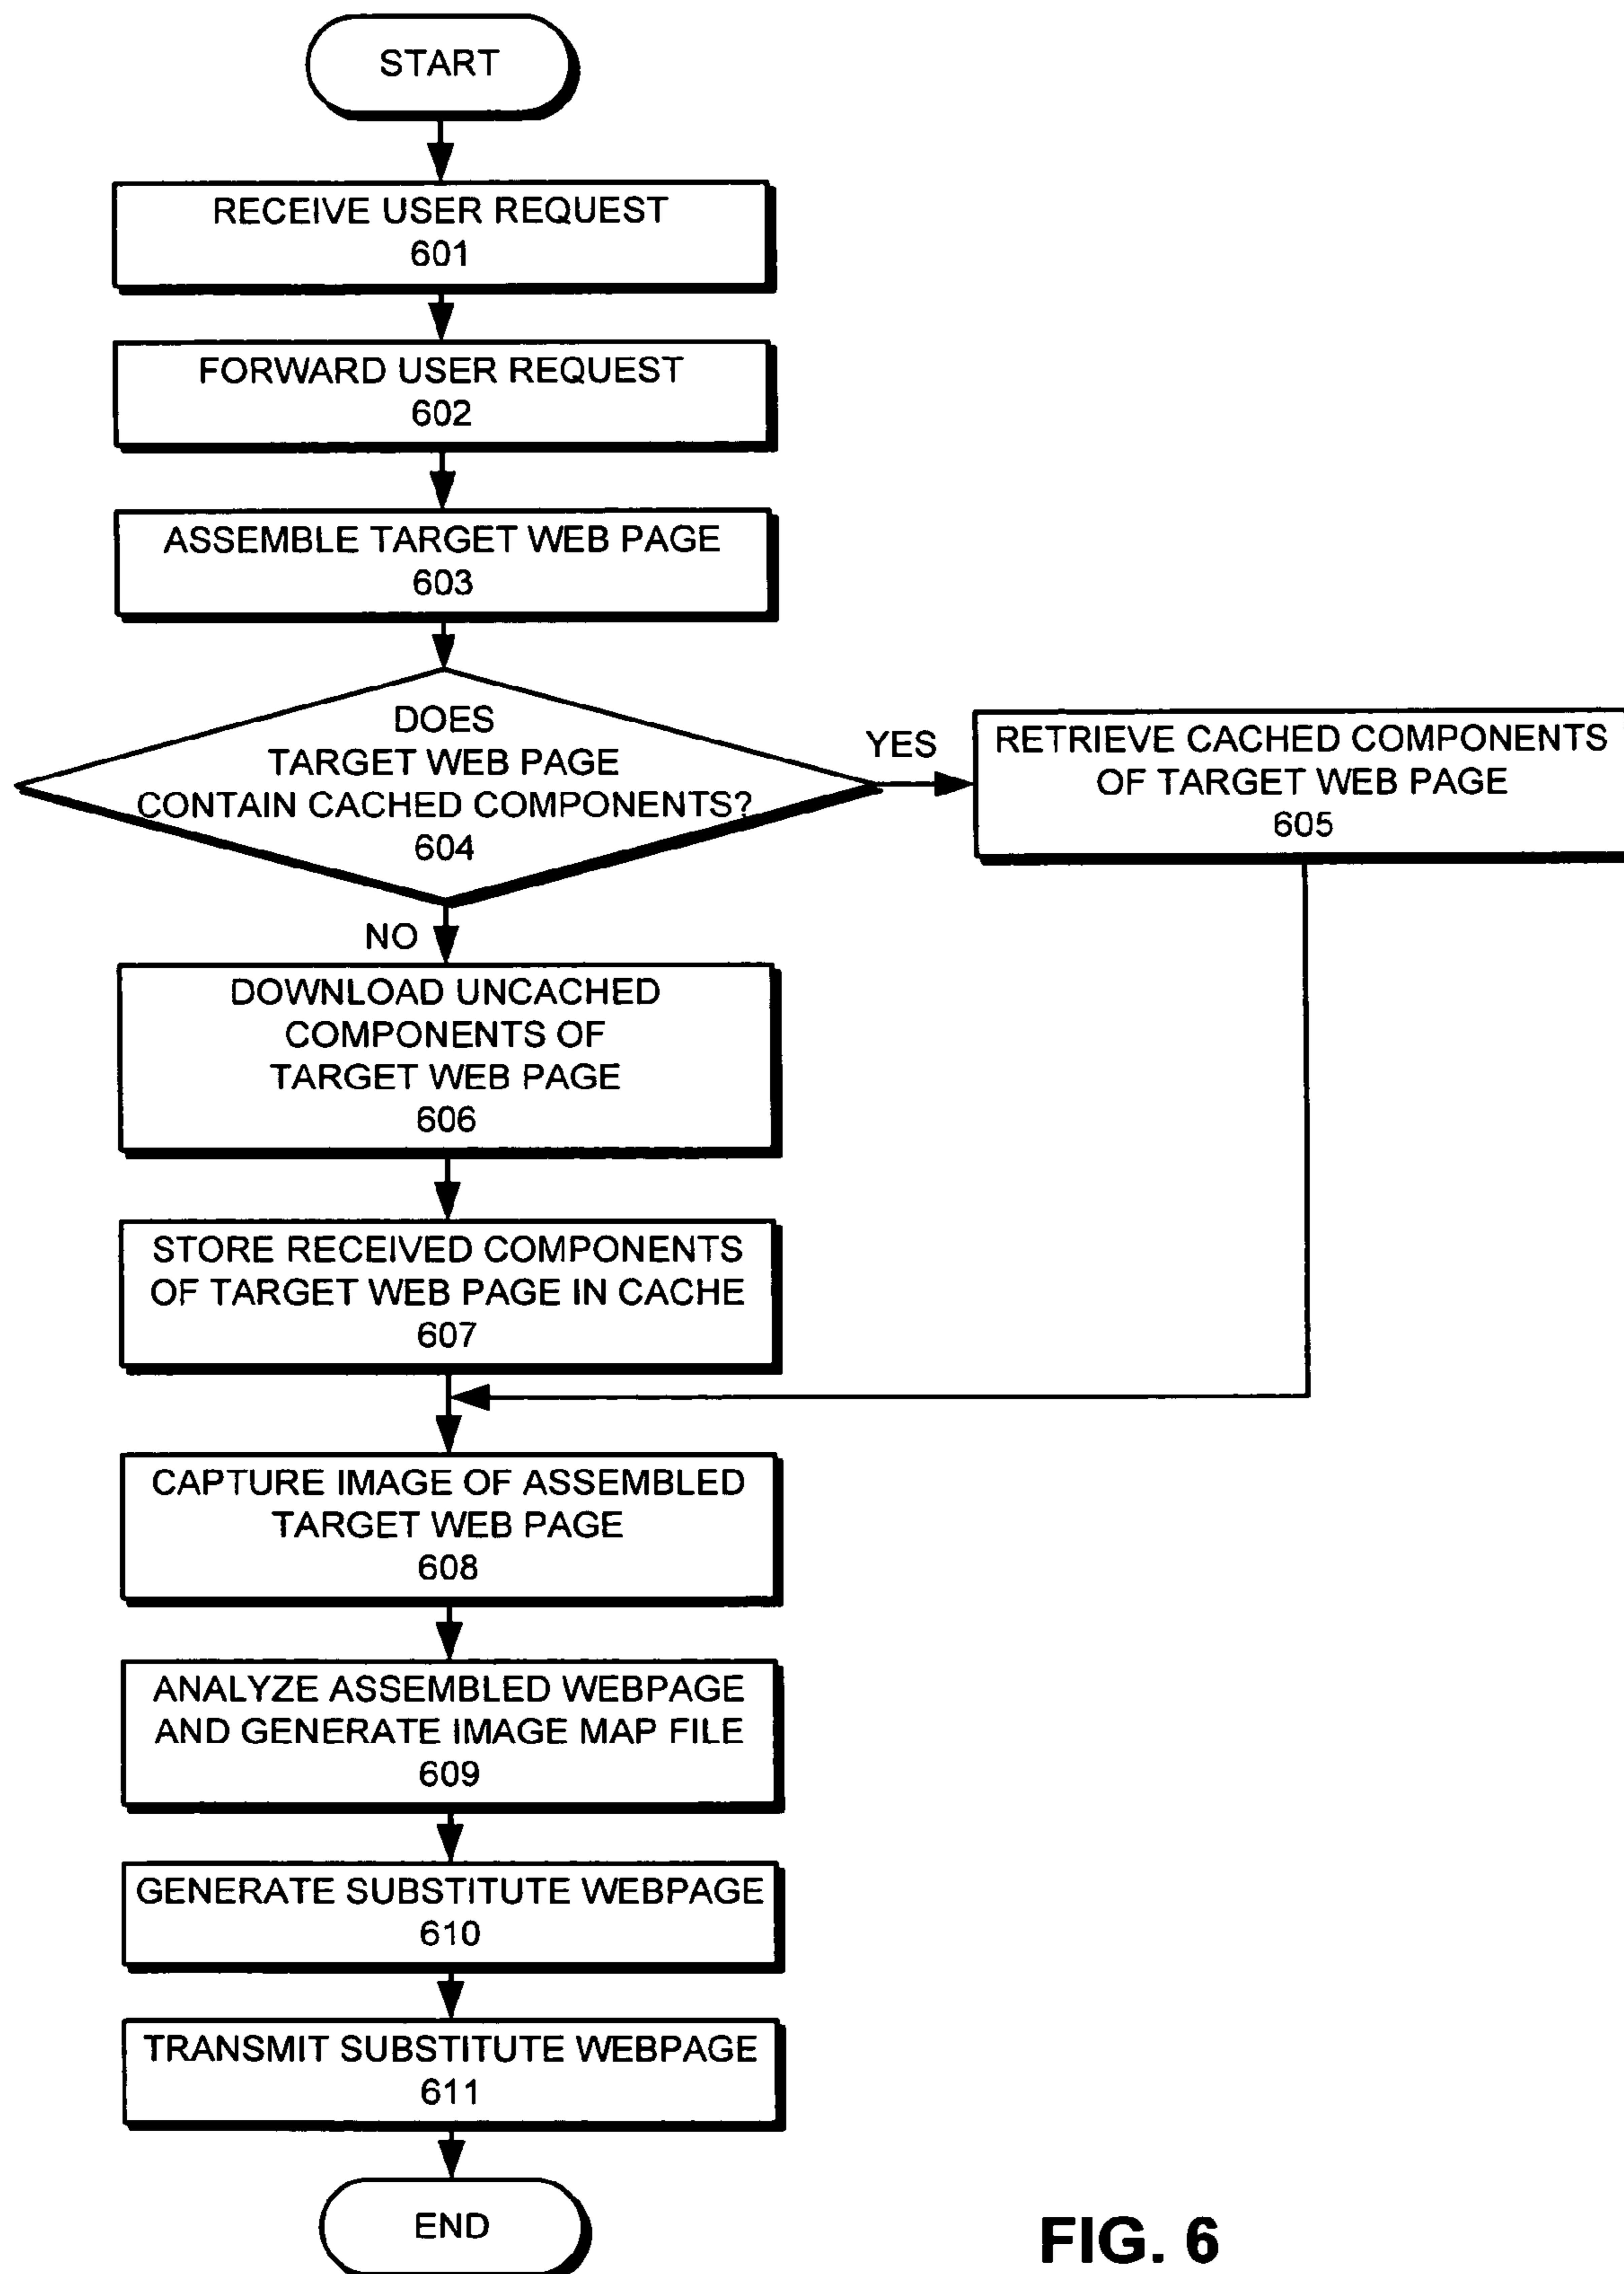 START
RECEIVE USER REQUEST
601
FORWARD USER REQUEST
602
ASSEMBLE TARGET WEB PAGE
603
DOES
TARGET WEB PAGE
CONTAIN CACHED COMPONENTS?
604
YES
RETRIEVE CACHED COMPONENTS
OF TARGET WEB PAGE
605
NO
DOWNLOAD UNCACHED
COMPONENTS OF
TARGET WEB PAGE
606
STORE RECEIVED COMPONENTS
OF TARGET WEB PAGE IN CACHE
607
CAPTURE IMAGE OF ASSEMBLED
TARGET WEB PAGE
608
ANALYZE ASSEMBLED WEBPAGE
AND GENERATE IMAGE MAP FILE
609
GENERATE SUBSTITUTE WEBPAGE
610
TRANSMIT SUBSTITUTE WEBPAGE
611
END
FIG. 6